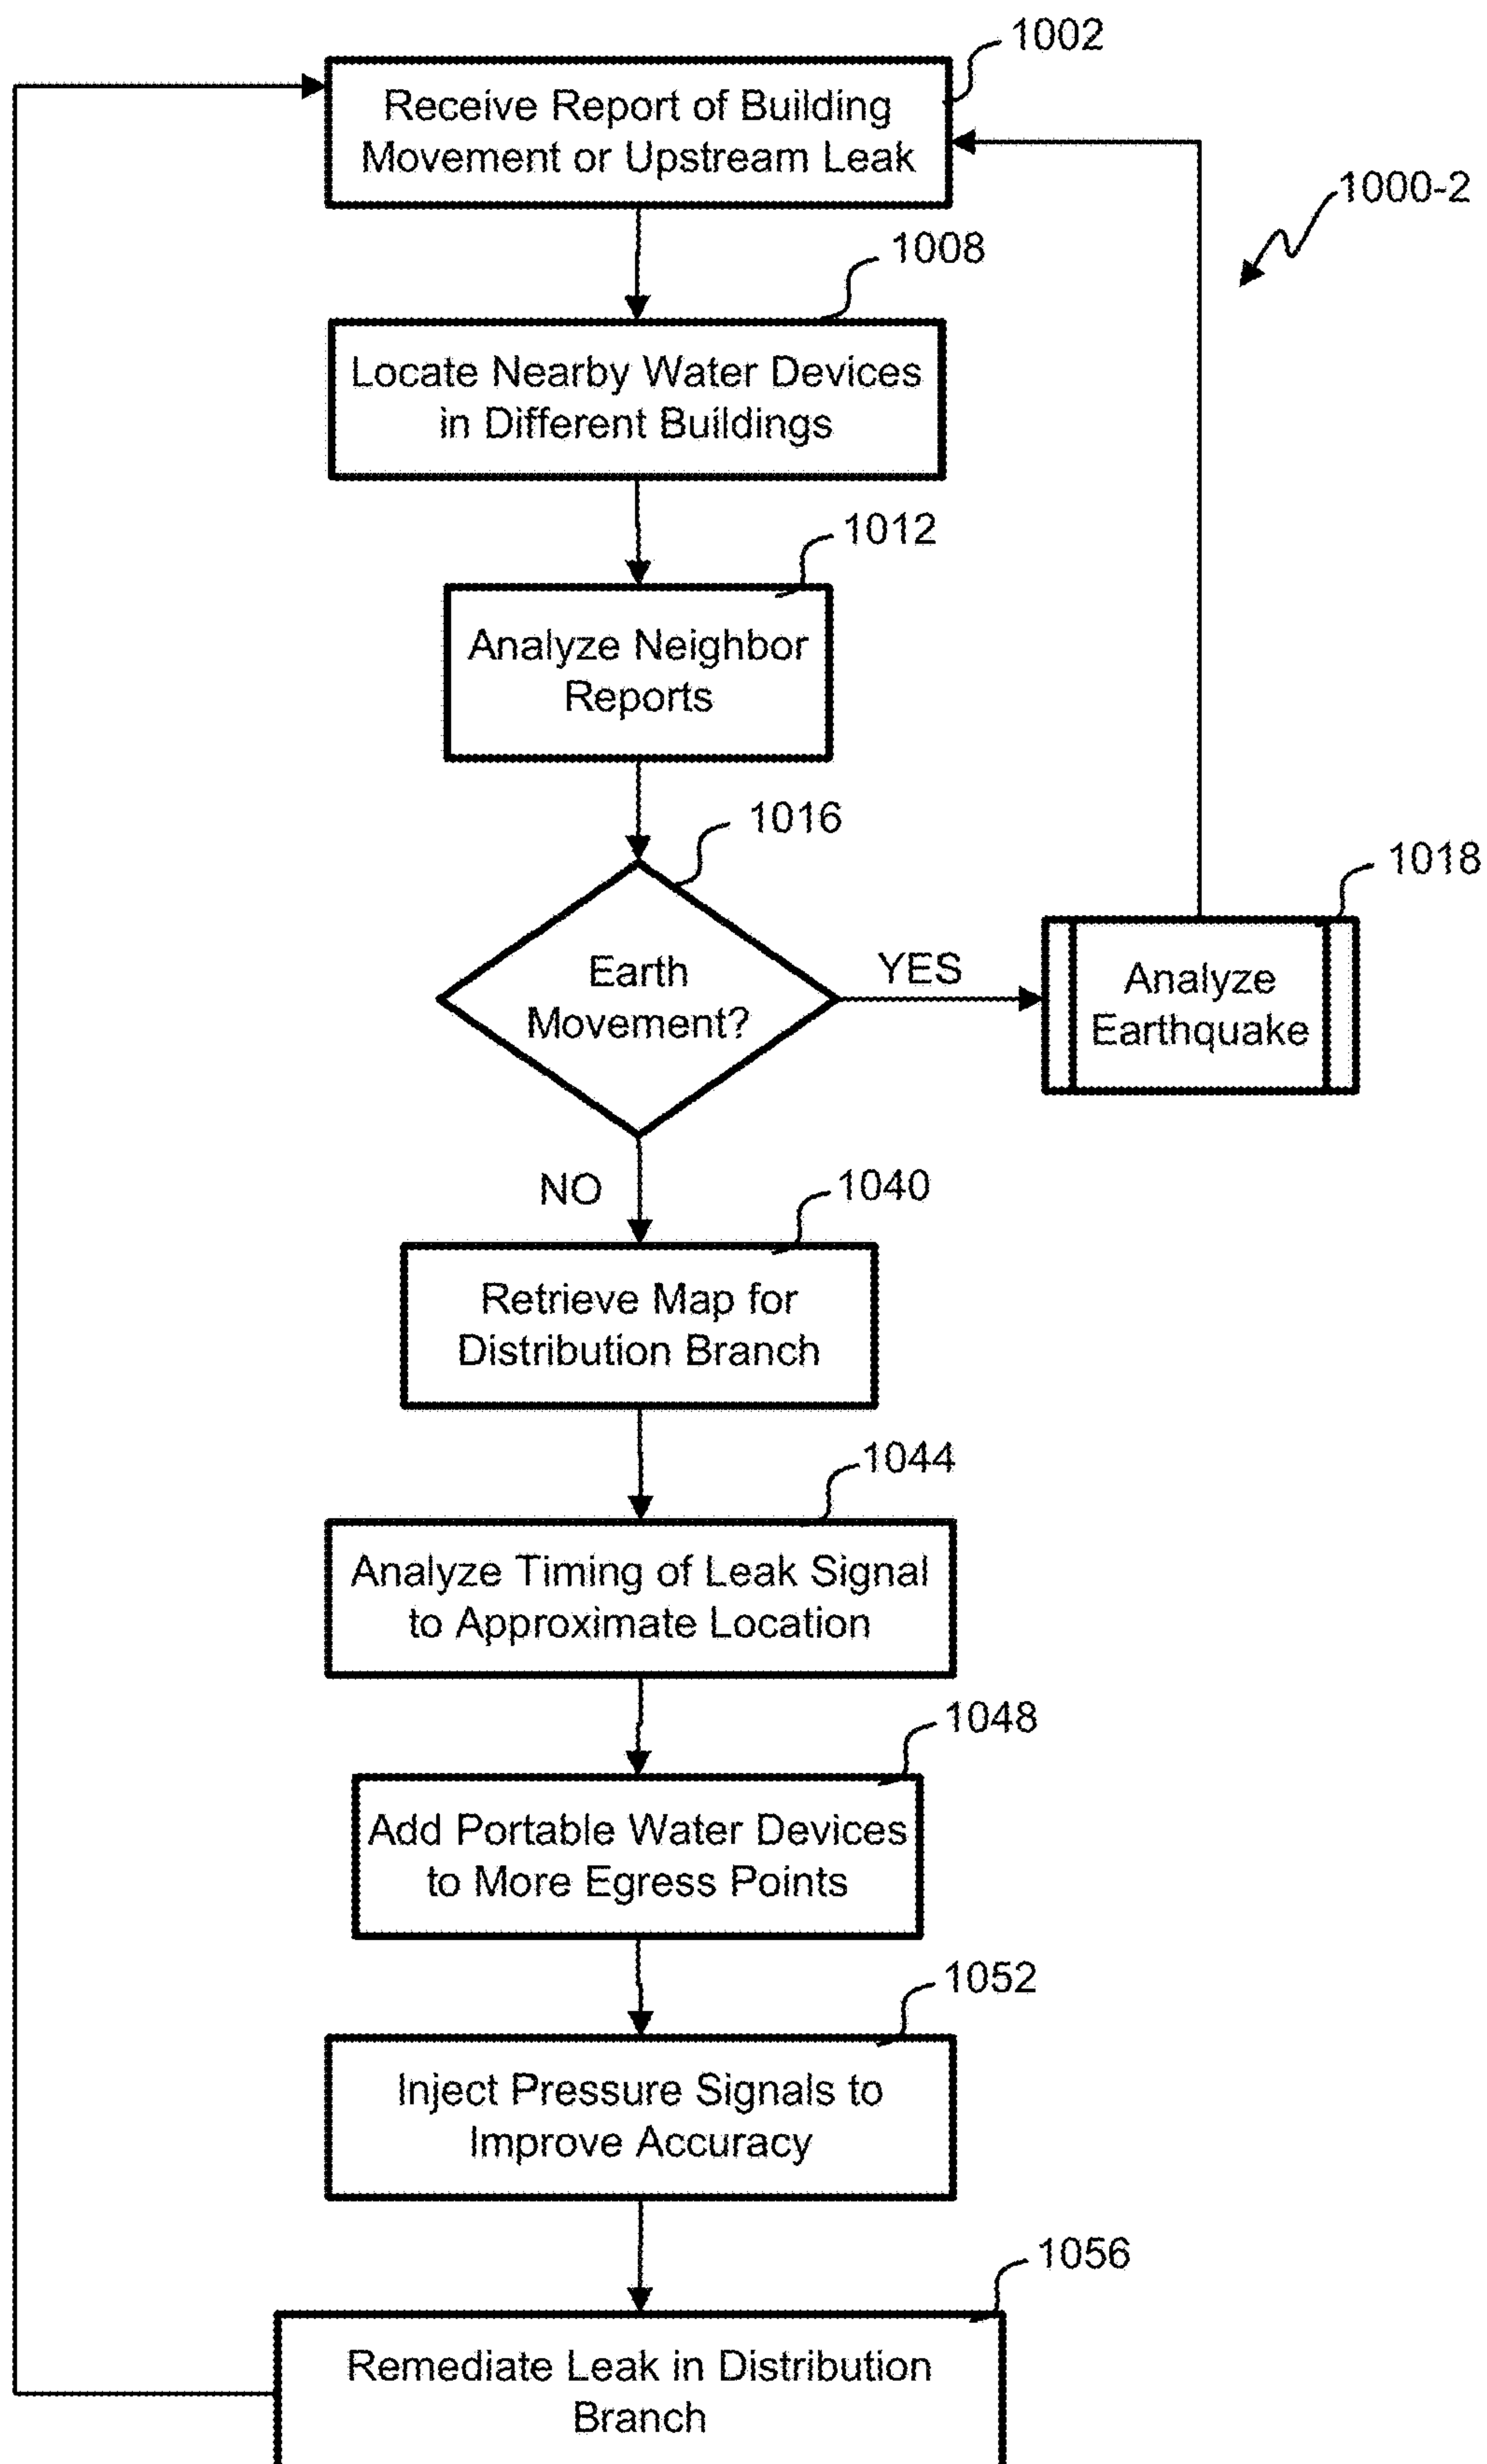 1002
Receive Report of Building
Movement or Upstream Leak
1000-2
1008
Locate Nearby Water Devices
in Different Buildings
1012
Analyze Neighbor
Reports
1016
Earth
Movement?
YES
1018
Analyze
Earthquake
NO
1040
Retrieve Map for
Distribution Branch
1044
Analyze Timing of Leak Signal
to Approximate Location
1048
Add Portable Water Devices
to More Egress Points
1052
Inject Pressure Signals to
Improve Accuracy
1056
Remediate Leak in Distribution
Branch